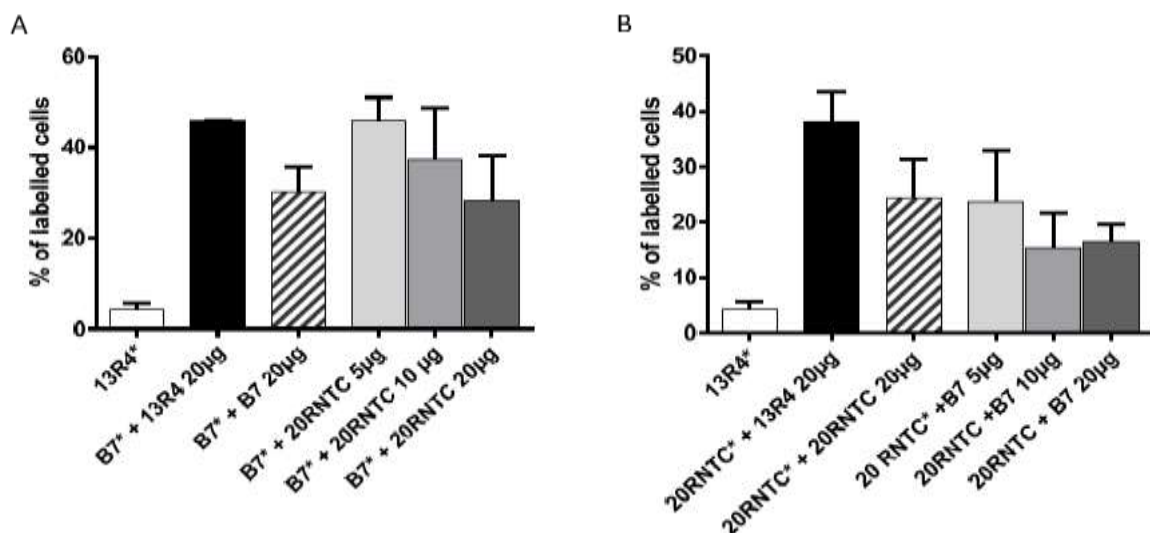 A
% of labelled cells
60
40
20
0
13R4*
B7* + 13R4 20µg
B7* + B7 20µg
B7* + 20RNTC 5µg
B7* + 20RNTC 10 µg
B7* + 20RNTC 20µg
B
% of labelled cells
50
40
30
20
10
0
13R4*
20RNTC* + 13R4 20µg
20RNTC* + 20RNTC 20µg
20 RNTC* +B7 5µg
20RNTC +B7 10µg
20RNTC + B7 20µg